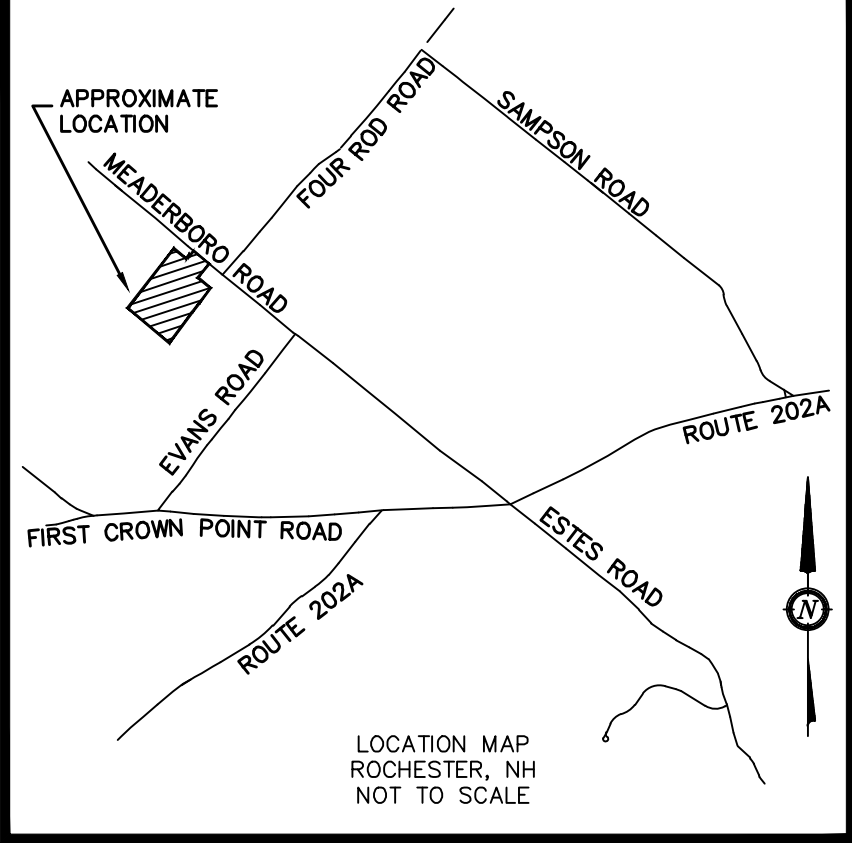 APPROXIMATE
LOCATION
MEADERBORO ROAD
FOUR ROD ROAD
SAMPSON ROAD
EVANS ROAD
ROUTE 202A
FIRST CROWN POINT ROAD
ESTES ROAD
ROUTE 202A
N
LOCATION MAP
ROCHESTER, NH
NOT TO SCALE